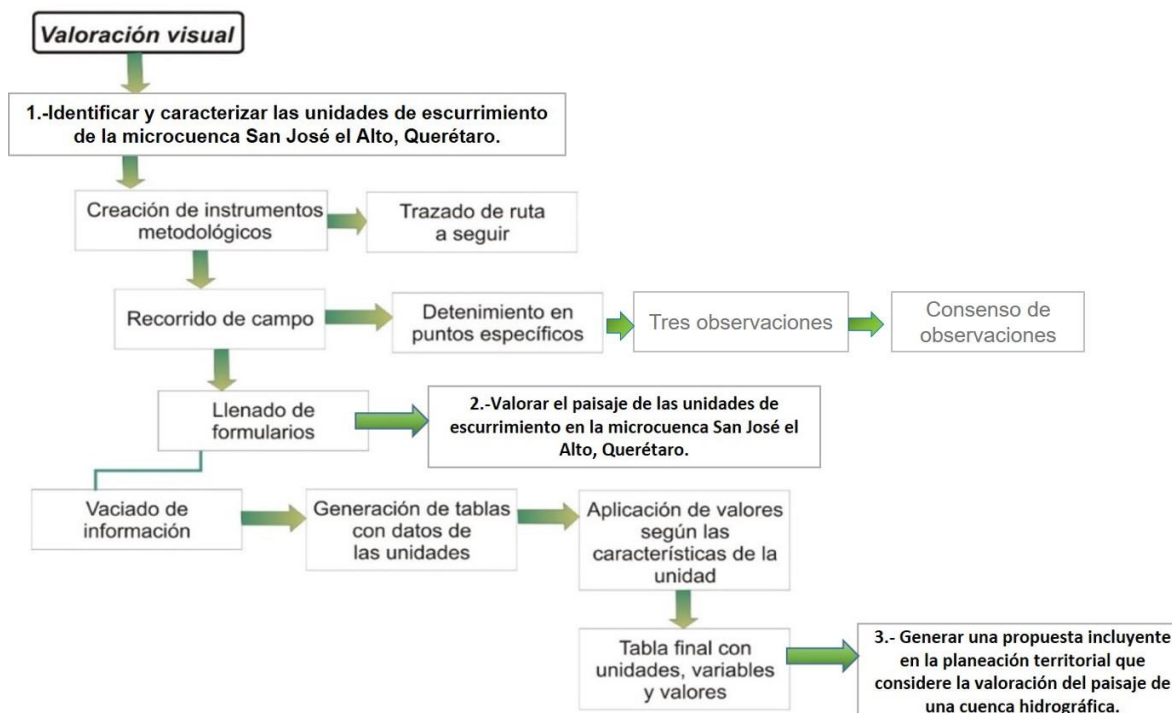 Valoración visual
1.-Identificar y caracterizar las unidades de escurrimiento
de la microcuenca San José el Alto, Querétaro.
Creación de instrumentos
metodológicos
Trazado de ruta
a seguir
Recorrido de campo
Detenimiento en
puntos específicos
Tres observaciones
Consenso de
observaciones
Llenado de
formularios
2.-Valorar el paisaje de las unidades de
escurrimiento en la microcuenca San José el
Alto, Querétaro.
Vaciado de
información
Generación de tablas
con datos de
las unidades
Aplicación de valores
según las
características de la
unidad
Tabla final con
unidades, variables
y valores
3.- Generar una propuesta incluyente
en la planeación territorial que
considere la valoración del paisaje de
una cuenca hidrográfica.